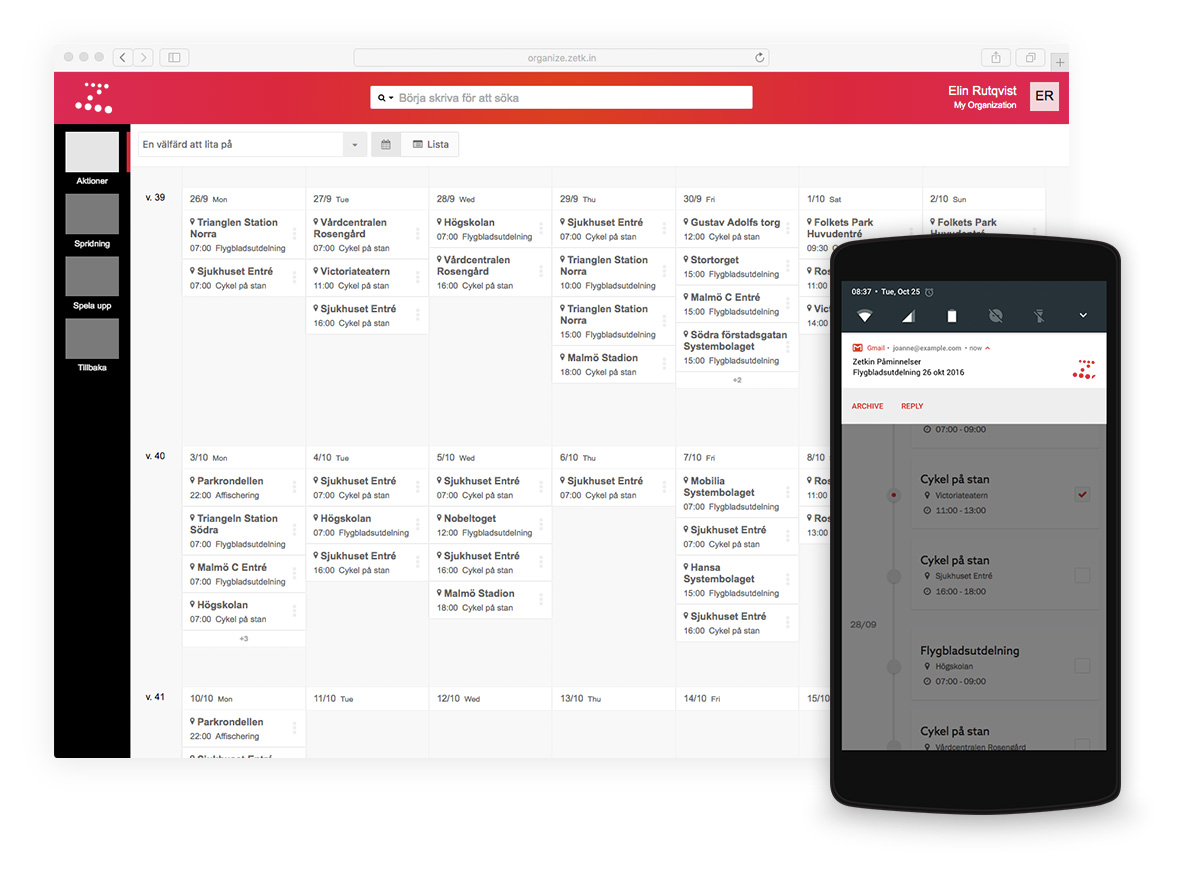 organize.zetk.in
Börja skriva för att söka
Elin Rutqvist
My Organization
ER
En välfärd att lita på
Lista
Aktioner
Spridning
Spela upp
Tillbaka
v. 39
26/9 Mon
Trianglen Station
Norra
07:00 Flygbladsutdelning
Sjukhuset Entré
07:00 Cykel på stan
27/9 Tue
Vårdcentralen
Rosengård
07:00 Cykel på stan
Victoriateatern
11:00 Cykel på stan
Sjukhuset Entré
16:00 Cykel på stan
28/9 Wed
Högskolan
07:00 Flygbladsutdelning
Vårdcentralen
Rosengård
16:00 Cykel på stan
29/9 Thu
Sjukhuset Entré
07:00 Cykel på stan
Trianglen Station
Norra
10:00 Flygbladsutdelning
Trianglen Station
Norra
15:00 Flygbladsutdelning
Malmö Stadion
18:00 Cykel på stan
30/9 Fri
Gustav Adolfs torg
12:00 Cykel på stan
Stortorget
15:00 Flygbladsutdelning
Malmö C Entré
15:00 Flygbladsutdelning
Södra förstadsgatan
Systembolaget
15:00 Flygbladsutdelning
+2
1/10 Sat
Folkets Park
Huvudentré
09:30
Ros
11:00
Vic
14:00
2/10 Sun
Folkets Park
Huvudentré
v. 40
3/10 Mon
Parkrondellen
22:00 Affischering
Triangeln Station
Södra
07:00 Flygbladsutdelning
Malmö C Entré
07:00 Flygbladsutdelning
Högskolan
07:00 Cykel på stan
+3
4/10 Tue
Sjukhuset Entré
07:00 Cykel på stan
Högskolan
07:00 Flygbladsutdelning
Sjukhuset Entré
16:00 Cykel på stan
5/10 Wed
Sjukhuset Entré
07:00 Cykel på stan
Nobeltoget
12:00 Flygbladsutdelning
Sjukhuset Entré
16:00 Cykel på stan
Malmö Stadion
18:00 Cykel på stan
6/10 Thu
Sjukhuset Entré
07:00 Cykel på stan
7/10 Fri
Mobilia
Systembolaget
07:00 Flygbladsutdelning
Sjukhuset Entré
07:00 Cykel på stan
Hansa
Systembolaget
15:00 Flygbladsutdelning
Sjukhuset Entré
16:00 Cykel på stan
8/10
Ros
11:00
Ros
13:00
v. 41
10/10 Mon
Parkrondellen
22:00 Affischering
Sjukhuset Entré
11/10 Tue
12/10 Wed
13/10 Thu
14/10 Fri
15/10
08:37 • Tue, Oct 25
Gmail • joanne@example.com • now
Zetkin Påminnelser
Flygbladsutdelning 26 okt 2016
ARCHIVE REPLY
07:00 - 09:00
Cykel på stan
Victoriateatern
11:00 - 13:00
Cykel på stan
Sjukhuset Entré
16:00 - 18:00
28/09
Flygbladsutdelning
Högskolan
07:00 - 09:00
Cykel på stan
Vårdcentralen Rosengård